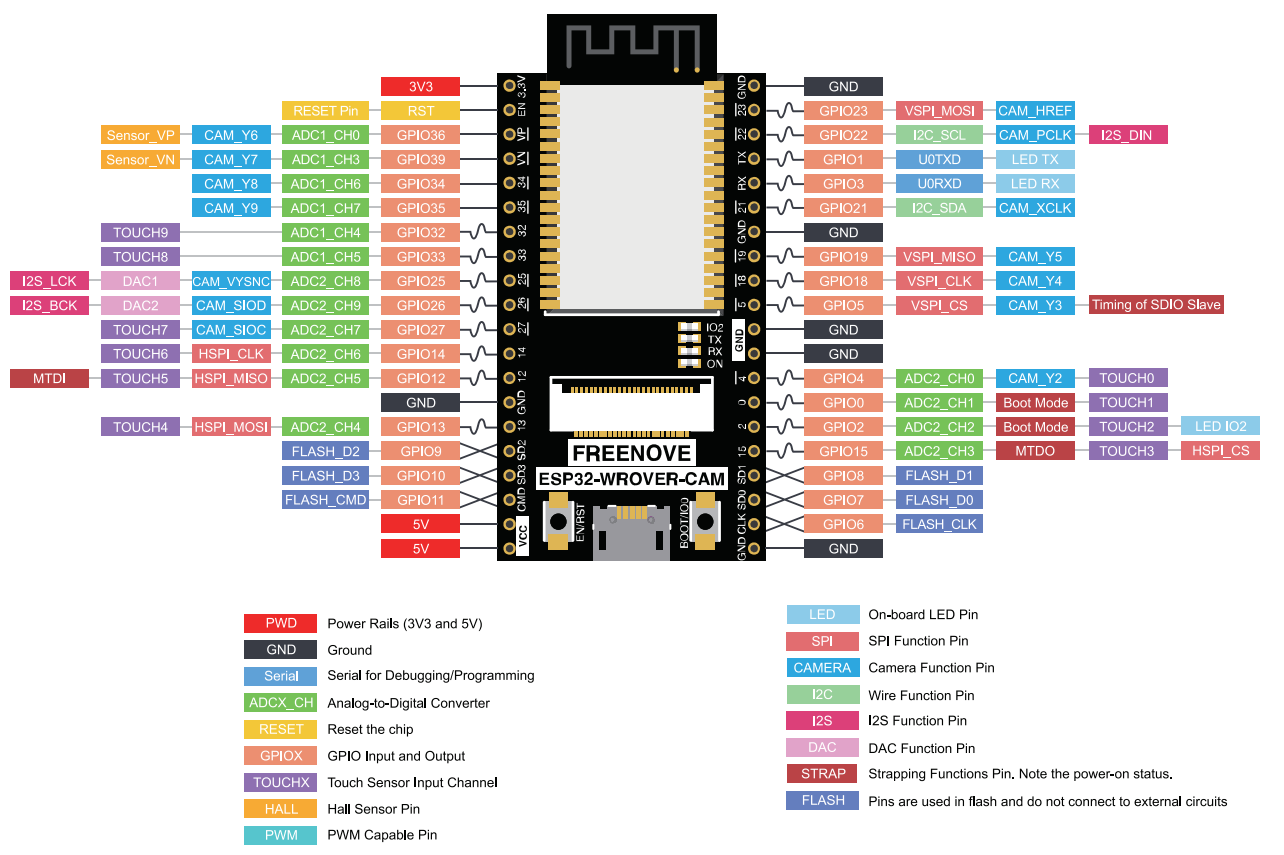 3V3 3.3V GND GND
RESET Pin RST EN 23 GPIO23 VSPI_MOSI CAM_HREF
Sensor_VP CAM_Y6 ADC1_CH0 GPIO36 VP 22 GPIO22 I2C_SCL CAM_PCLK I2S_DIN
Sensor_VN CAM_Y7 ADC1_CH3 GPIO39 VN TX GPIO1 U0TXD LED TX
CAM_Y8 ADC1_CH6 GPIO34 34 RX GPIO3 U0RXD LED RX
CAM_Y9 ADC1_CH7 GPIO35 35 21 GPIO21 I2C_SDA CAM_XCLK
TOUCH9 ADC1_CH4 GPIO32 32 GND GND
TOUCH8 ADC1_CH5 GPIO33 33 19 GPIO19 VSPI_MISO CAM_Y5
I2S_LCK DAC1 CAM_VYSNC ADC2_CH8 GPIO25 25 18 GPIO18 VSPI_CLK CAM_Y4
I2S_BCK DAC2 CAM_SIOD ADC2_CH9 GPIO26 26 5 GPIO5 VSPI_CS CAM_Y3 Timing of SDIO Slave
TOUCH7 CAM_SIOC ADC2_CH7 GPIO27 27 IO2 GND GND
TX
TOUCH6 HSPI_CLK ADC2_CH6 GPIO14 14 RX GND
ON
MTDI TOUCH5 HSPI_MISO ADC2_CH5 GPIO12 12 4 GPIO4 ADC2_CH0 CAM_Y2 TOUCH0
GND GND 0 GPIO0 ADC2_CH1 Boot Mode TOUCH1
TOUCH4 HSPI_MOSI ADC2_CH4 GPIO13 13 2 GPIO2 ADC2_CH2 Boot Mode TOUCH2 LED IO2
FLASH_D2 GPIO9 SD2 FREENOVE 15 GPIO15 ADC2_CH3 MTDO TOUCH3 HSPI_CS
FLASH_D3 GPIO10 SD3 ESP32-WROVER-CAM SD1 GPIO8 FLASH_D1
FLASH_CMD GPIO11 CMD SD0 GPIO7 FLASH_D0
5V VCC EN/RST BOOT/IO0 CLK GPIO6 FLASH_CLK
5V GND GND
PWD Power Rails (3V3 and 5V)
GND Ground
Serial Serial for Debugging/Programming
ADCX_CH Analog-to-Digital Converter
RESET Reset the chip
GPIOX GPIO Input and Output
TOUCHX Touch Sensor Input Channel
HALL Hall Sensor Pin
PWM PWM Capable Pin
LED On-board LED Pin
SPI SPI Function Pin
CAMERA Camera Function Pin
I2C Wire Function Pin
I2S I2S Function Pin
DAC DAC Function Pin
STRAP Strapping Functions Pin. Note the power-on status.
FLASH Pins are used in flash and do not connect to external circuits